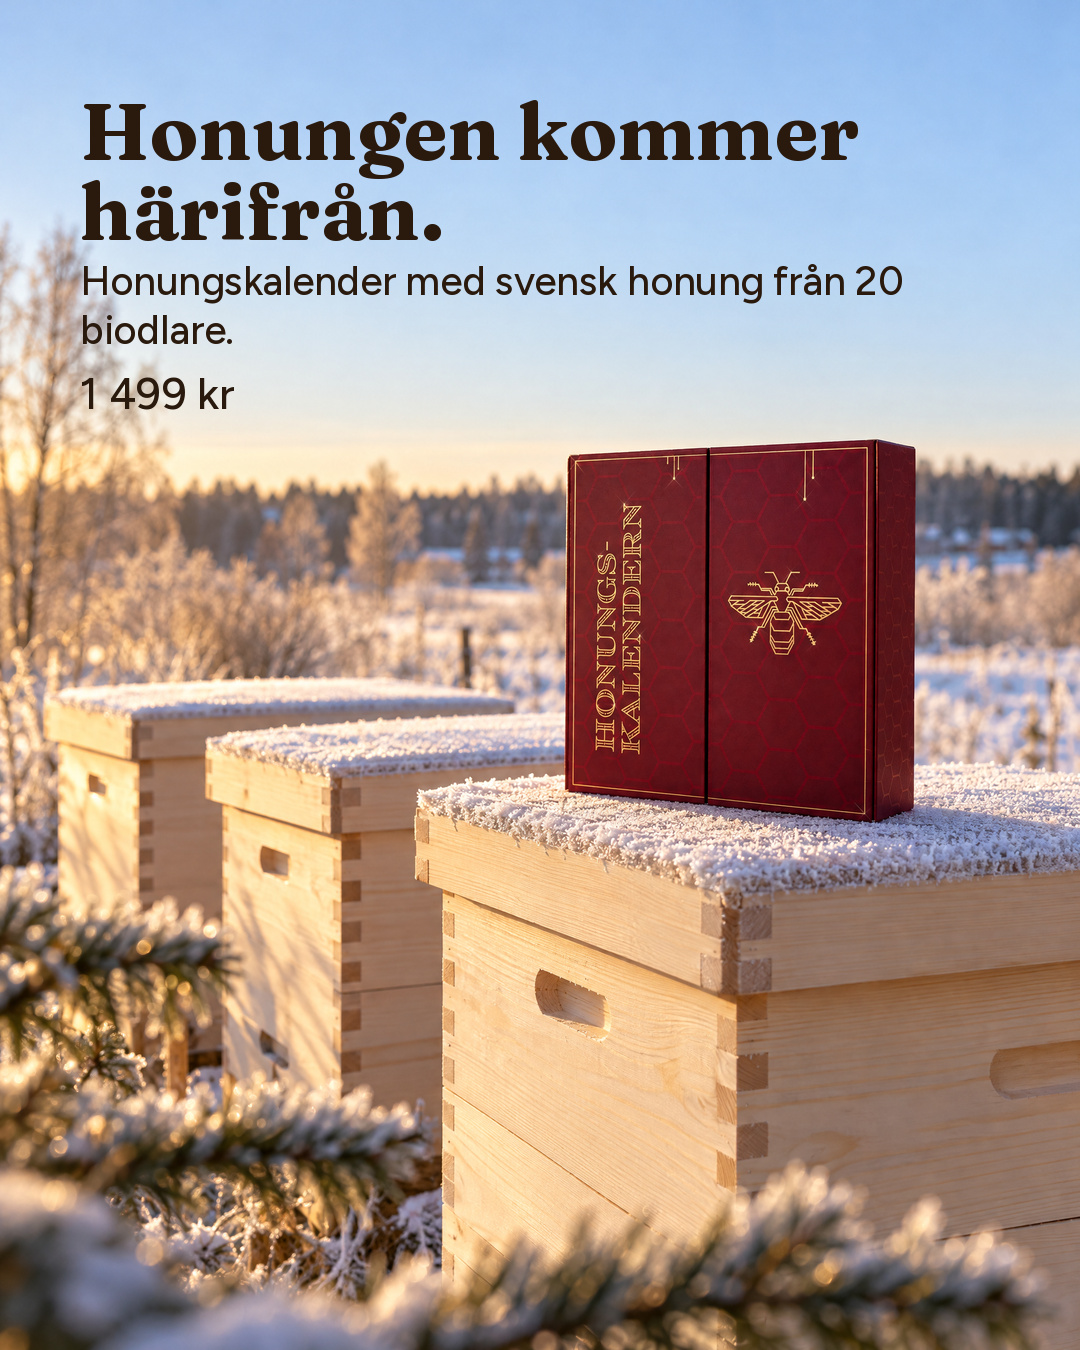 Honungen kommer
härifrån.
Honungskalender med svensk honung från 20
biodlare.
1 499 kr
HONUNGS-
KALENDERN